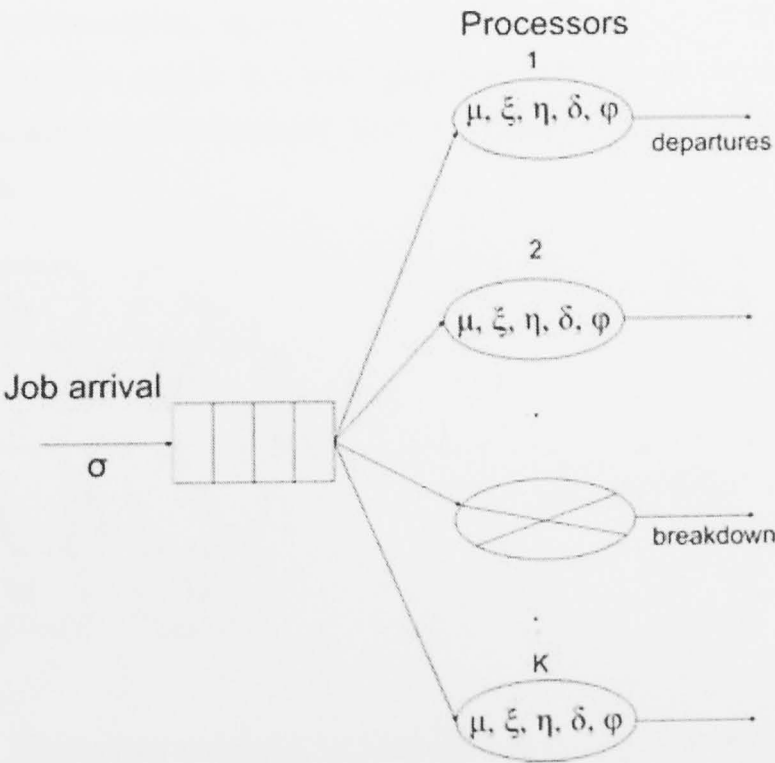 Processors
1
μ, ξ, η, δ, φ
departures
2
μ, ξ, η, δ, φ
Job arrival
σ
breakdown
K
μ, ξ, η, δ, φ